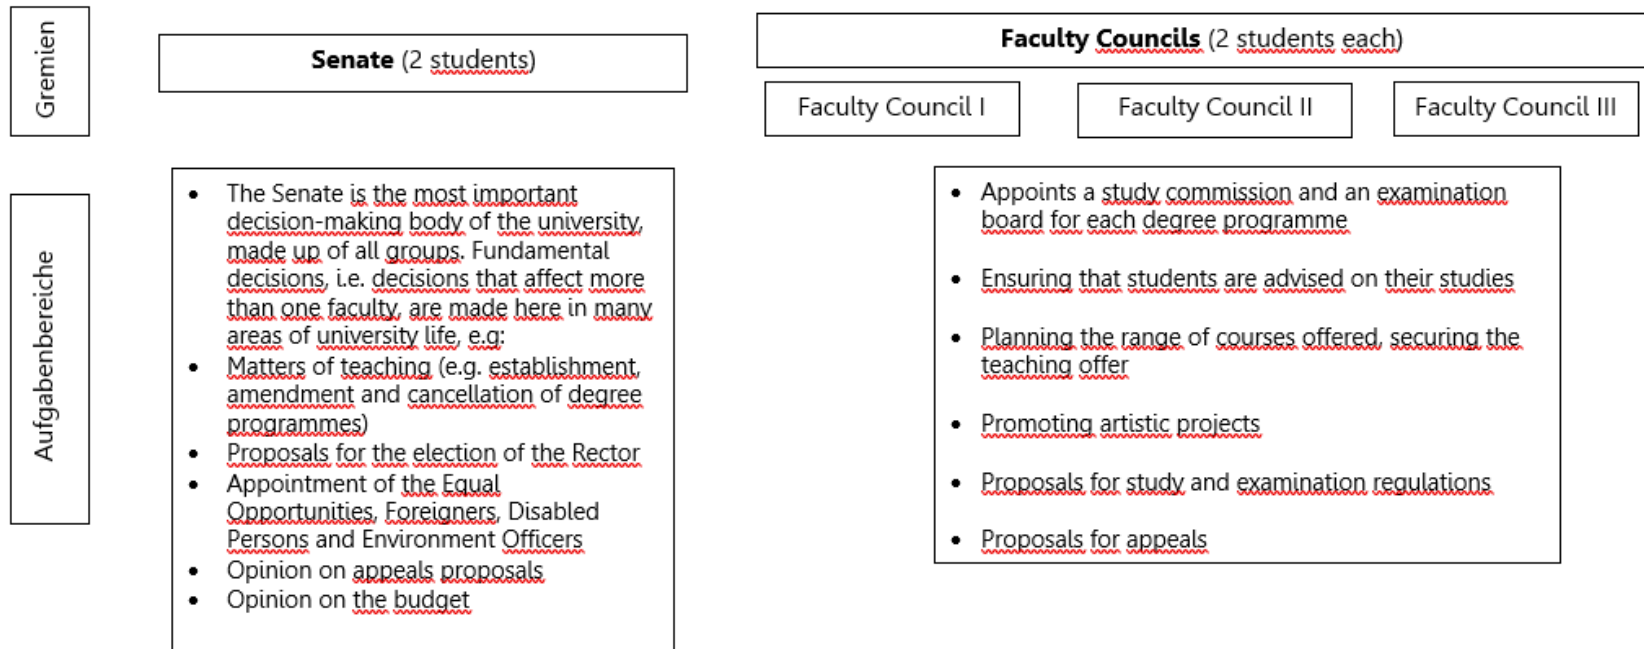 Gremien
Senate (2 students)
Faculty Councils (2 students each)
Faculty Council I
Faculty Council II
Faculty Council III
Aufgabenbereiche
• The Senate is the most important
decision-making body of the university,
made up of all groups. Fundamental
decisions, i.e. decisions that affect more
than one faculty, are made here in many
areas of university life, e.g:
• Matters of teaching (e.g. establishment,
amendment and cancellation of degree
programmes)
• Proposals for the election of the Rector
• Appointment of the Equal
Opportunities, Foreigners, Disabled
Persons and Environment Officers
• Opinion on appeals proposals
• Opinion on the budget
• Appoints a study commission and an examination
board for each degree programme
• Ensuring that students are advised on their studies
• Planning the range of courses offered, securing the
teaching offer
• Promoting artistic projects
• Proposals for study and examination regulations
• Proposals for appeals